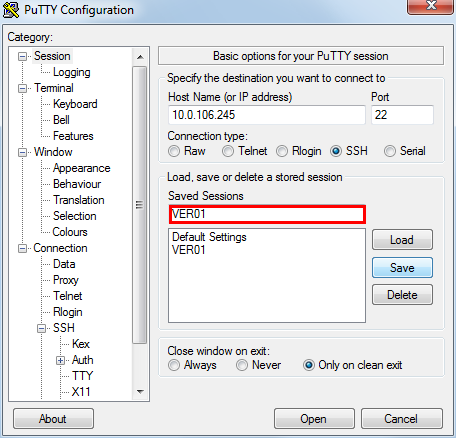 PuTTY Configuration
Category:
Session
Logging
Terminal
Keyboard
Bell
Features
Window
Appearance
Behaviour
Translation
Selection
Colours
Connection
Data
Proxy
Telnet
Rlogin
SSH
Kex
Auth
TTY
X11
Basic options for your PuTTY session
Specify the destination you want to connect to
Host Name (or IP address) Port
10.0.106.245 22
Connection type:
Raw Telnet Rlogin SSH Serial
Load, save or delete a stored session
Saved Sessions
VER01
Default Settings
VER01
Load
Save
Delete
Close window on exit:
Always Never Only on clean exit
About Open Cancel